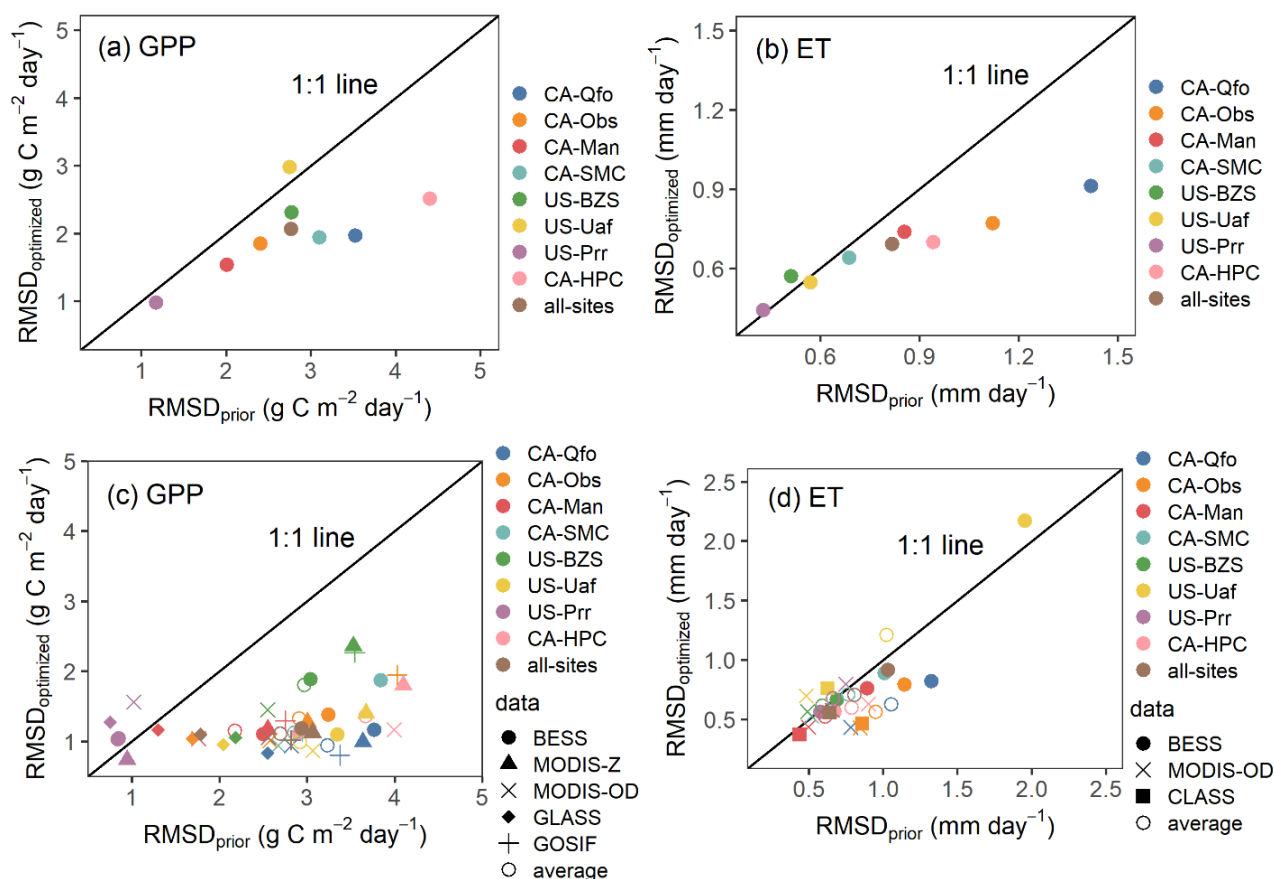 (a) GPP
1:1 line
5
4
3
2
1
1 2 3 4 5
RMSD_optimized (g C m⁻² day⁻¹)
RMSD_prior (g C m⁻² day⁻¹)
CA-Qfo
CA-Obs
CA-Man
CA-SMC
US-BZS
US-Uaf
US-Prr
CA-HPC
all-sites
(b) ET
1:1 line
1.5
1.2
0.9
0.6
0.6 0.9 1.2 1.5
RMSD_optimized (mm day⁻¹)
RMSD_prior (mm day⁻¹)
CA-Qfo
CA-Obs
CA-Man
CA-SMC
US-BZS
US-Uaf
US-Prr
CA-HPC
all-sites
(c) GPP
1:1 line
5
4
3
2
1
1 2 3 4 5
RMSD_optimized (g C m⁻² day⁻¹)
RMSD_prior (g C m⁻² day⁻¹)
CA-Qfo
CA-Obs
CA-Man
CA-SMC
US-BZS
US-Uaf
US-Prr
CA-HPC
all-sites
data
BESS
MODIS-Z
MODIS-OD
GLASS
GOSIF
average
(d) ET
1:1 line
2.5
2.0
1.5
1.0
0.5
0.5 1.0 1.5 2.0 2.5
RMSD_optimized (mm day⁻¹)
RMSD_prior (mm day⁻¹)
CA-Qfo
CA-Obs
CA-Man
CA-SMC
US-BZS
US-Uaf
US-Prr
CA-HPC
all-sites
data
BESS
MODIS-OD
CLASS
average